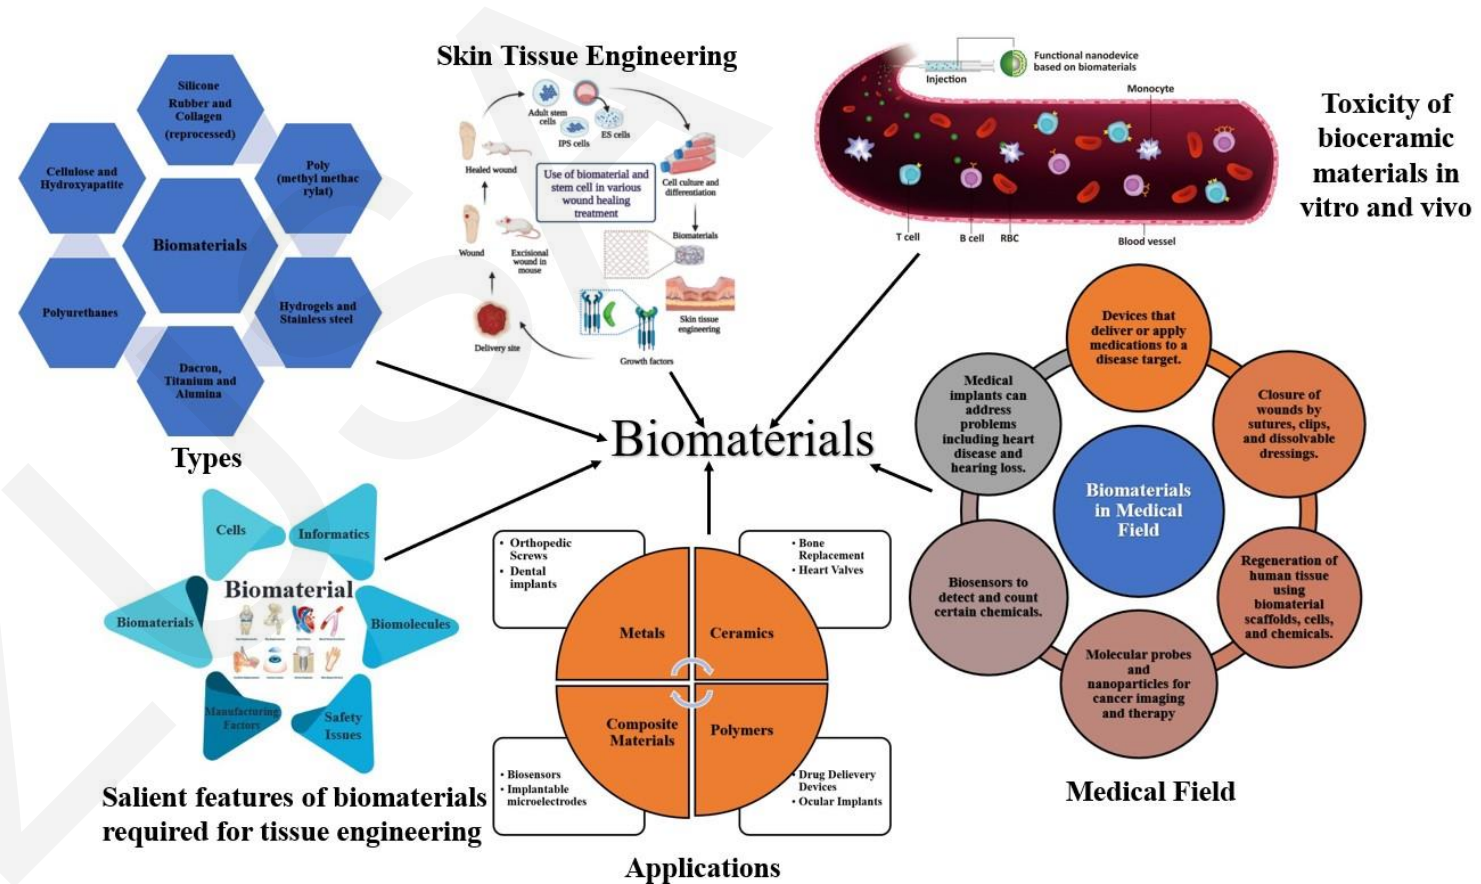 Silicone
Rubber and
Collagen
(reprocessed)
Cellulose and
Hydroxyapatite
Poly
(methyl methac
rylat)
Biomaterials
Polyurethanes
Hydrogels and
Stainless steel
Dacron,
Titanium and
Alumina
Types
Skin Tissue Engineering
Adult stem
cells
ES cells
IPS cells
Healed wound
Use of biomaterial and
stem cell in various
wound healing
treatment
Cell culture and
differentiation
Wound
Excisional
wound in
mouse
Biomaterials
Skin tissue
engineering
Delivery site
Growth factors
Injection
Functional nanodevice
based on biomaterials
Monocyte
T cell
B cell
RBC
Blood vessel
Toxicity of
bioceramic
materials in
vitro and vivo
Biomaterials
Cells
Informatics
Biomaterial
Biomaterials
Biomolecules
Manufacturing
Factors
Safety
Issnes
Salient features of biomaterials
required for tissue engineering
• Orthopedic
Screws
• Dental
implants
• Bone
Replacement
• Heart Valves
Metals
Ceramics
Composite
Materials
Polymers
• Biosensors
• Implantable
microelectrodes
• Drug Delievery
Devices
• Ocular Implants
Applications
Devices that
deliver or apply
medications to a
disease target.
Medical
implants can
address
problems
including heart
disease and
hearing loss.
Closure of
wounds by
sutures, clips,
and dissolvable
dressings.
Biomaterials
in Medical
Field
Biosensors to
detect and count
certain chemicals.
Regeneration of
human tissue
using
biomaterial
scaffolds, cells,
and chemicals.
Molecular probes
and
nanoparticles for
cancer imaging
and therapy
Medical Field